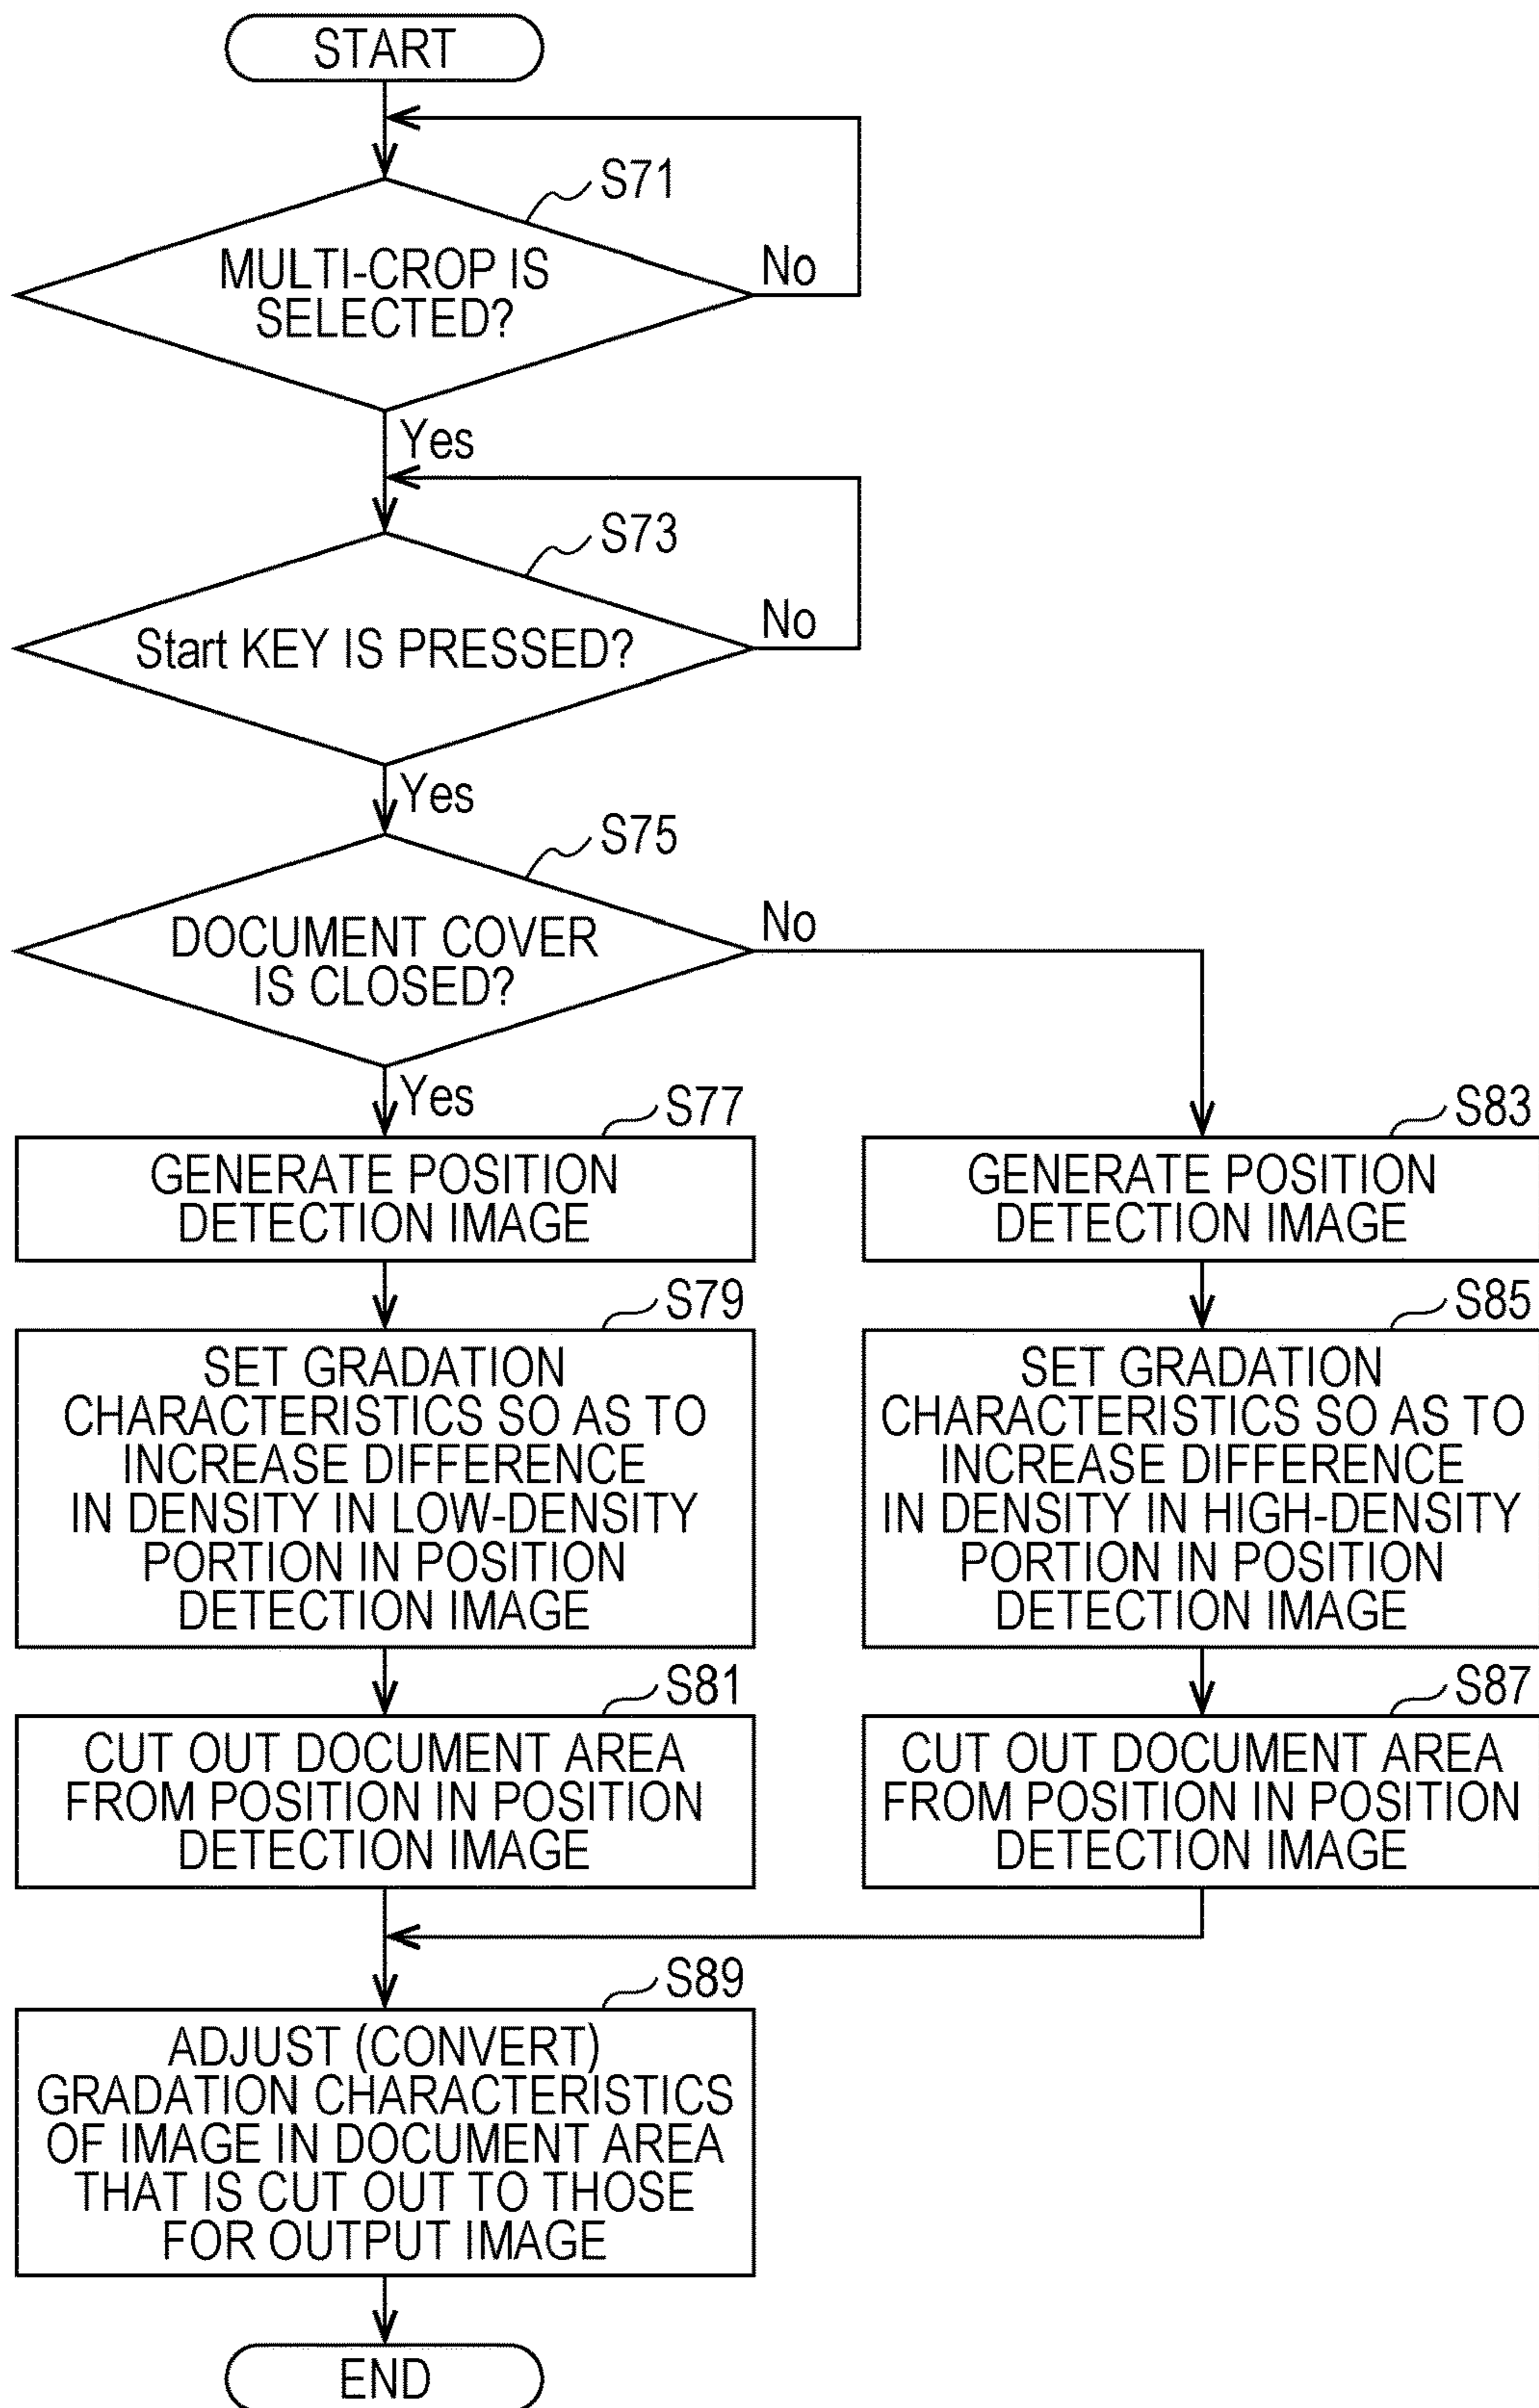 START
S71
MULTI-CROP IS
SELECTED?
No
Yes
S73
Start KEY IS PRESSED?
No
Yes
S75
DOCUMENT COVER
IS CLOSED?
No
Yes
S77
GENERATE POSITION
DETECTION IMAGE
S83
GENERATE POSITION
DETECTION IMAGE
S79
SET GRADATION
CHARACTERISTICS SO AS TO
INCREASE DIFFERENCE
IN DENSITY IN LOW-DENSITY
PORTION IN POSITION
DETECTION IMAGE
S85
SET GRADATION
CHARACTERISTICS SO AS TO
INCREASE DIFFERENCE
IN DENSITY IN HIGH-DENSITY
PORTION IN POSITION
DETECTION IMAGE
S81
CUT OUT DOCUMENT AREA
FROM POSITION IN POSITION
DETECTION IMAGE
S87
CUT OUT DOCUMENT AREA
FROM POSITION IN POSITION
DETECTION IMAGE
S89
ADJUST (CONVERT)
GRADATION CHARACTERISTICS
OF IMAGE IN DOCUMENT AREA
THAT IS CUT OUT TO THOSE
FOR OUTPUT IMAGE
END